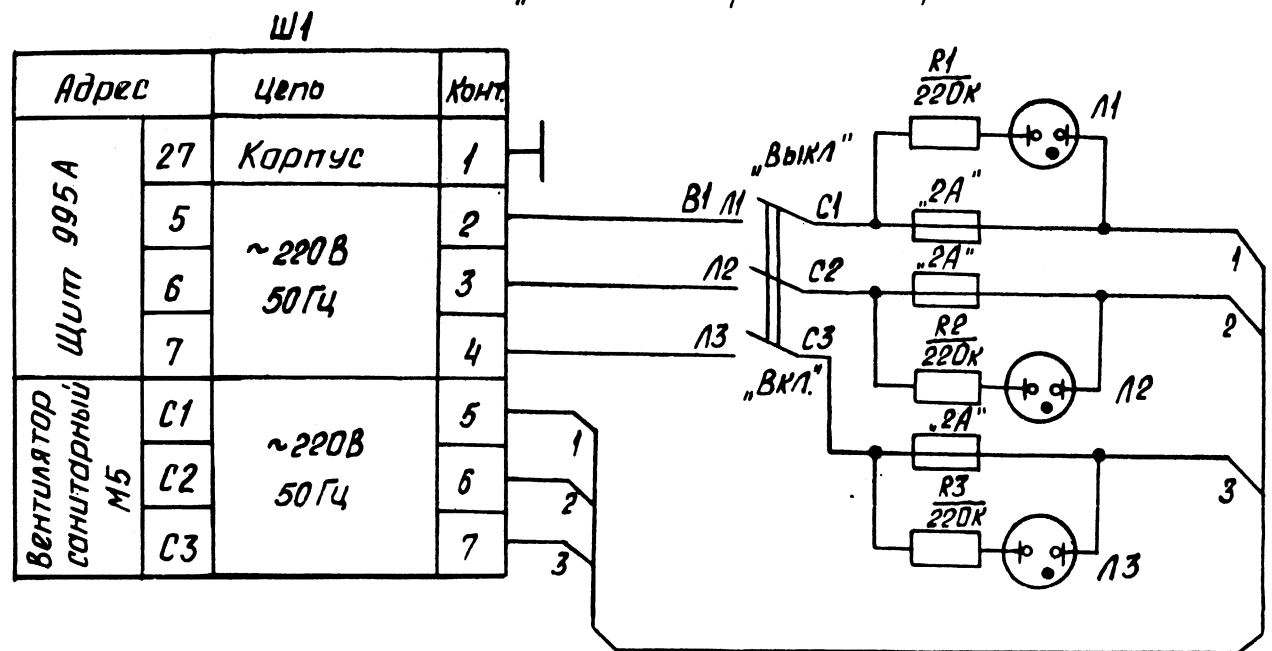 Ш1
Адрес Цепь Конт.
Щит 995А
27 Корпус 1
5 2
~220В
50Гц
6 3
7 4
Вентилятор
санитарный
М5
С1 5
~220В
50Гц
С2 6
С3 7
1
2
3
В1 Л1
Л2
Л3
„Выкл"
С1
С2
С3
„Вкл."
R1
220к
Л1
„2А"
„2А"
R2
220к
Л2
„2А"
R3
220к
Л3
1
2
3